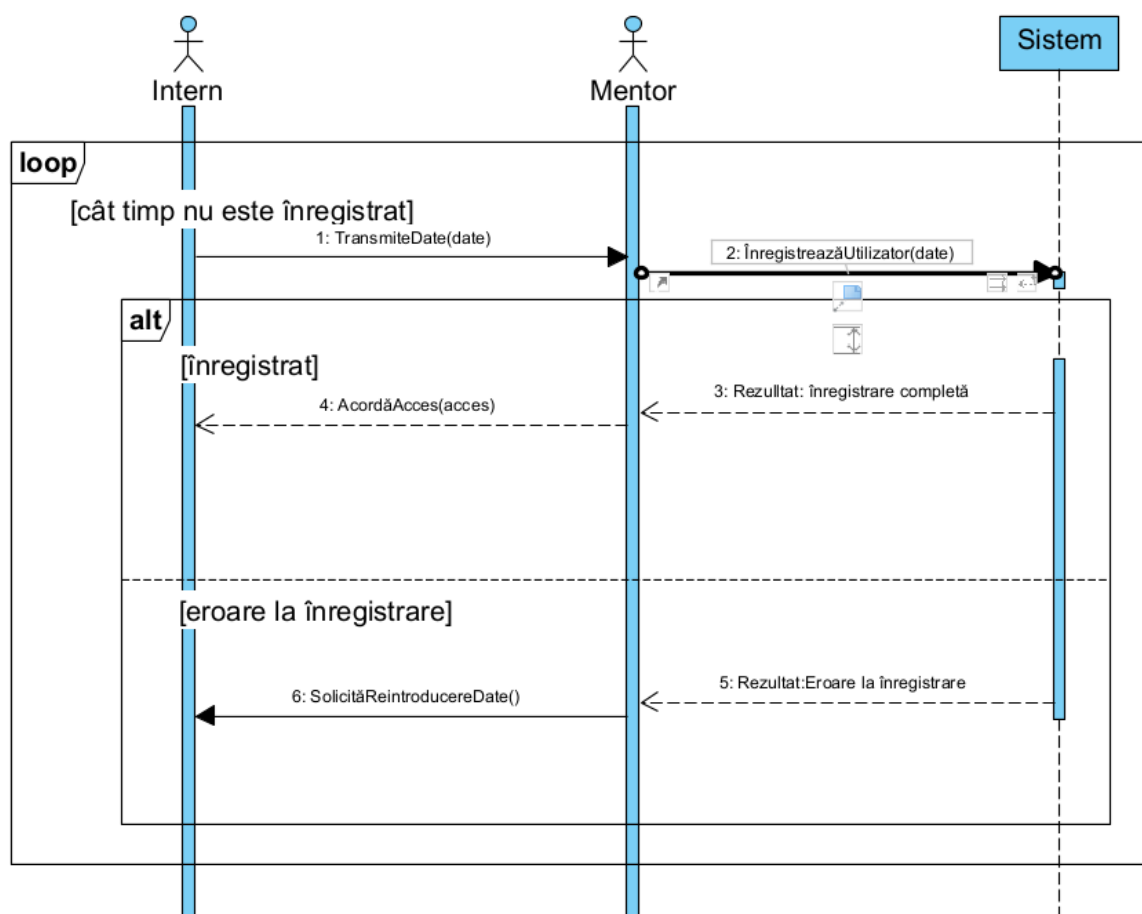 Intern
Mentor
Sistem
loop
[cât timp nu este înregistrat]
1: TransmiteDate(date)
2: ÎnregistreazăUtilizator(date)
alt
[înregistrat]
3: Rezulltat: înregistrare completă
4: AcordăAcces(acces)
[eroare la înregistrare]
5: Rezultat:Eroare la înregistrare
6: SolicităReintroducereDate()